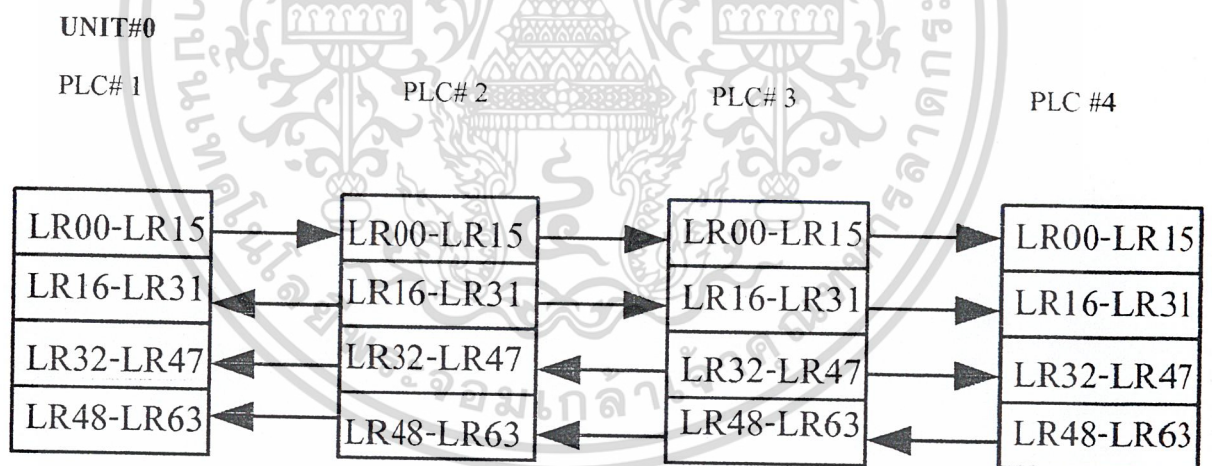 UNIT#0
PLC# 1 PLC# 2 PLC# 3 PLC #4
LR00-LR15 LR00-LR15 LR00-LR15 LR00-LR15
LR16-LR31 LR16-LR31 LR16-LR31 LR16-LR31
LR32-LR47 LR32-LR47 LR32-LR47 LR32-LR47
LR48-LR63 LR48-LR63 LR48-LR63 LR48-LR63